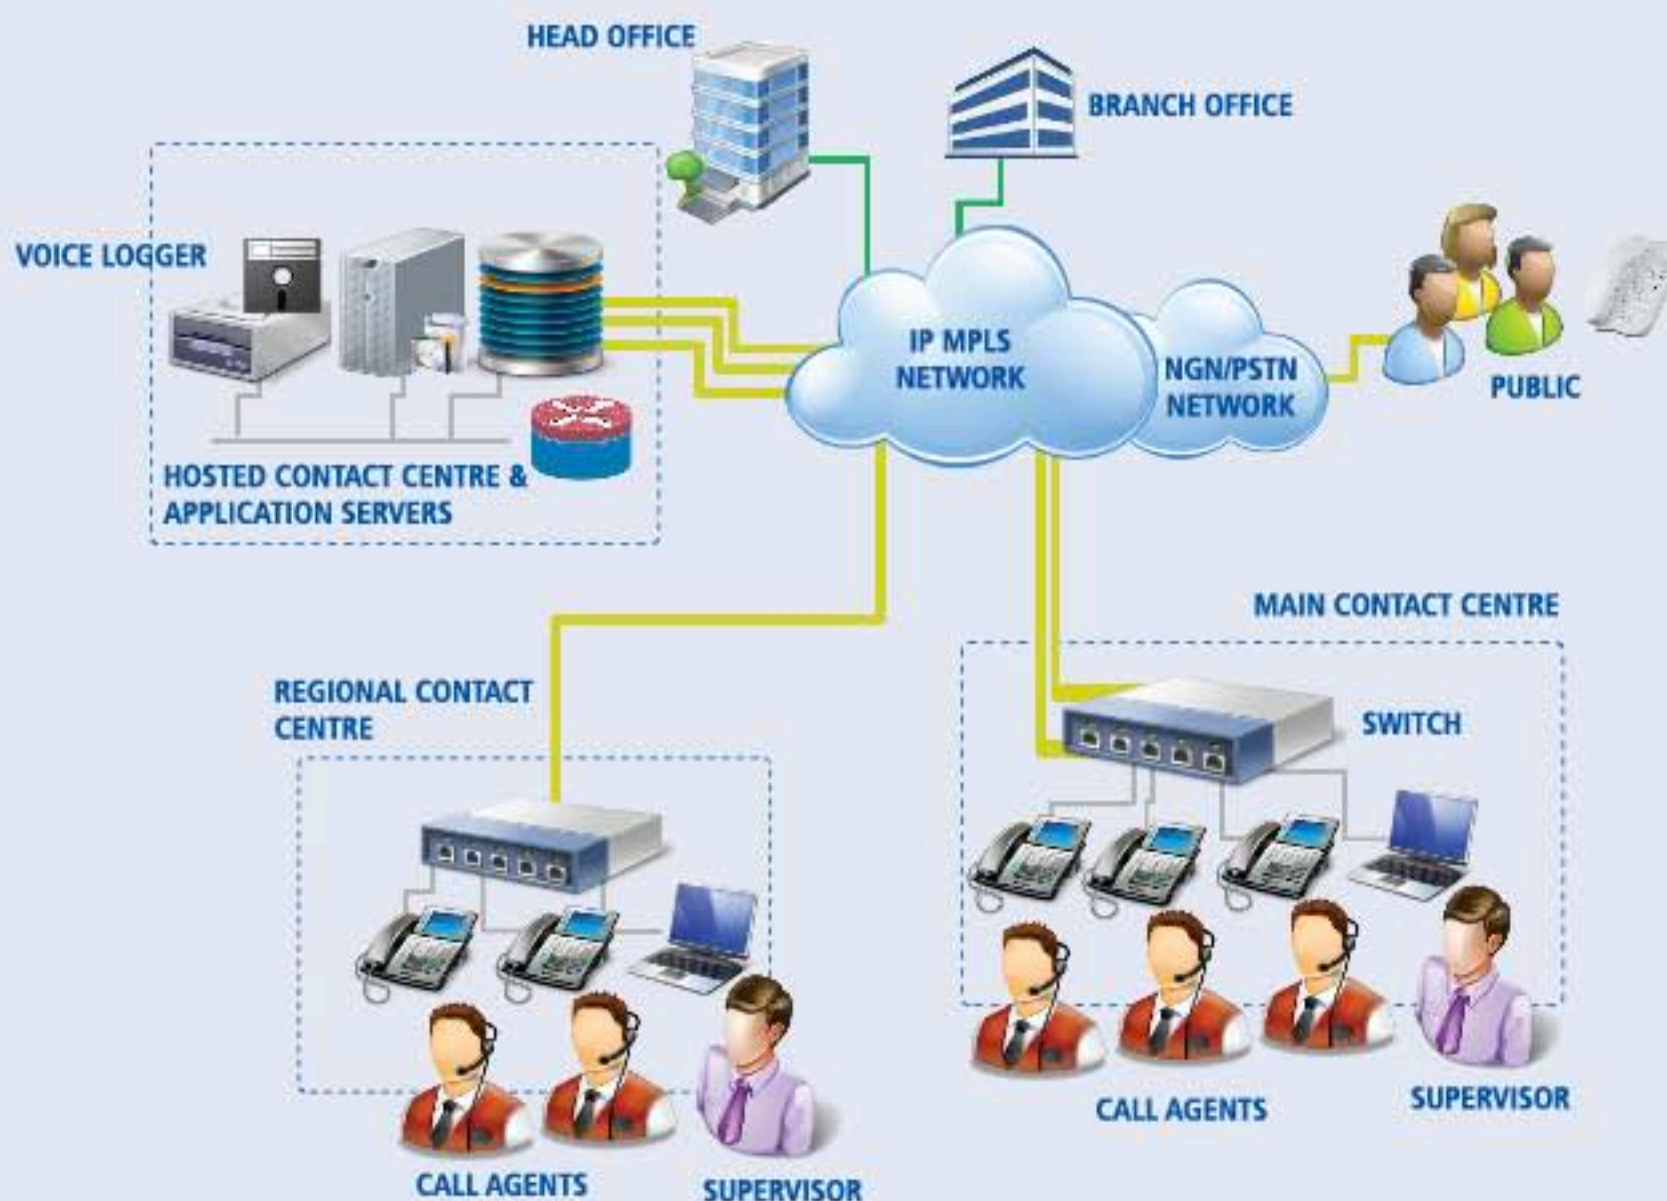 HEAD OFFICE
BRANCH OFFICE
VOICE LOGGER
IP MPLS
NETWORK
NGN/PSTN
NETWORK
PUBLIC
HOSTED CONTACT CENTRE &
APPLICATION SERVERS
MAIN CONTACT CENTRE
REGIONAL CONTACT
CENTRE
SWITCH
CALL AGENTS
SUPERVISOR
CALL AGENTS
SUPERVISOR